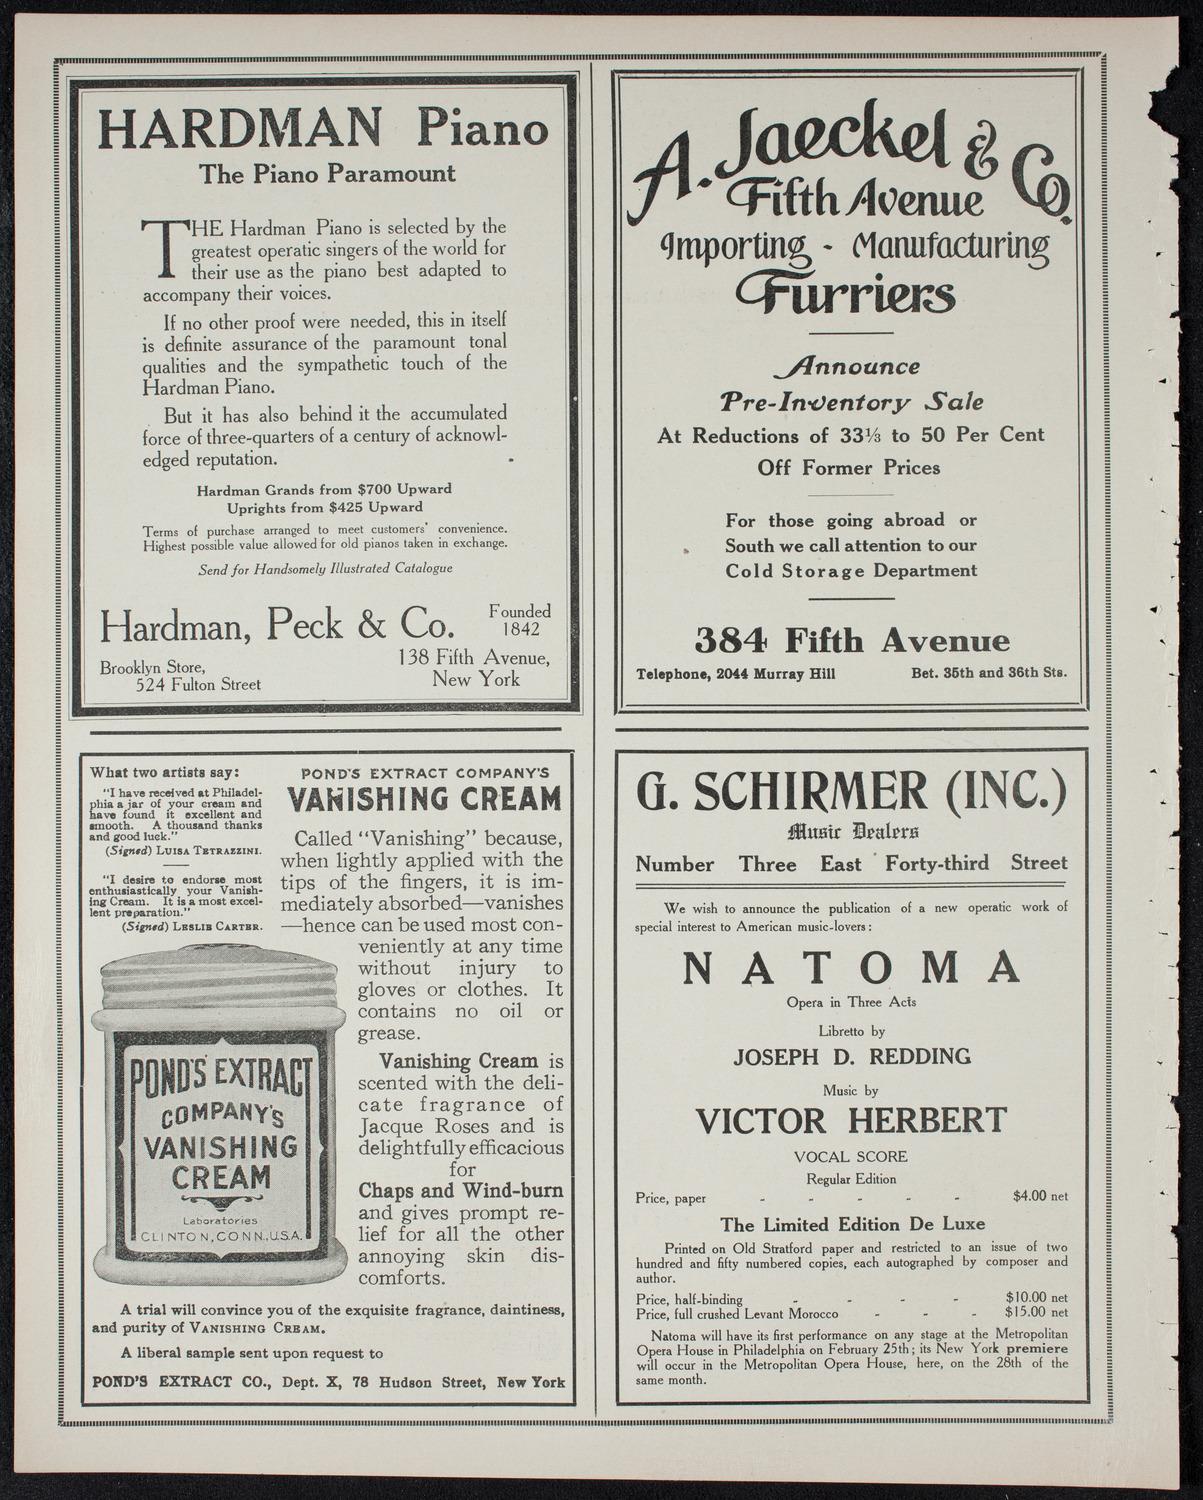 HARDMAN Piano
The Piano Paramount
THE Hardman Piano is selected by the
greatest operatic singers of the world for
their use as the piano best adapted to
accompany their voices.
If no other proof were needed, this in itself
is definite assurance of the paramount tonal
qualities and the sympathetic touch of the
Hardman Piano.
But it has also behind it the accumulated
force of three-quarters of a century of acknowl-
edged reputation.
Hardman Grands from $700 Upward
Uprights from $425 Upward
Terms of purchase arranged to meet customers' convenience.
Highest possible value allowed for old pianos taken in exchange.
Send for Handsomely Illustrated Catalogue
Hardman, Peck & Co.
Founded
1842
Brooklyn Store,
524 Fulton Street
138 Fifth Avenue,
New York
A. Jaeckel & Co.
Fifth Avenue
Importing - Manufacturing
Furriers
Announce
Pre-Inventory Sale
At Reductions of 33⅓ to 50 Per Cent
Off Former Prices
For those going abroad or
South we call attention to our
Cold Storage Department
384 Fifth Avenue
Telephone, 2044 Murray Hill Bet. 35th and 36th Sts.
What two artists say:
"I have received at Philadel-
phia a jar of your cream and
have found it excellent and
smooth. A thousand thanks
and good luck."
(Signed) LUISA TETRAZZINI.
"I desire to endorse most
enthusiastically your Vanish-
ing Cream. It is a most excel-
lent preparation."
(Signed) LESLIE CARTER.
POND'S EXTRACT COMPANY'S
VANISHING CREAM
Called "Vanishing" because,
when lightly applied with the
tips of the fingers, it is im-
mediately absorbed—vanishes
—hence can be used most con-
veniently at any time
without injury to
gloves or clothes. It
contains no oil or
grease.
Vanishing Cream is
scented with the deli-
cate fragrance of
Jacque Roses and is
delightfully efficacious
for
Chaps and Wind-burn
and gives prompt re-
lief for all the other
annoying skin dis-
comforts.
POND'S EXTRACT
COMPANY'S
VANISHING
CREAM
Laboratories
CLINTON, CONN., U.S.A.
A trial will convince you of the exquisite fragrance, daintiness,
and purity of VANISHING CREAM.
A liberal sample sent upon request to
POND'S EXTRACT CO., Dept. X, 78 Hudson Street, New York
G. SCHIRMER (INC.)
Music Dealers
Number Three East Forty-third Street
We wish to announce the publication of a new operatic work of
special interest to American music-lovers:
NATOMA
Opera in Three Acts
Libretto by
JOSEPH D. REDDING
Music by
VICTOR HERBERT
VOCAL SCORE
Regular Edition
Price, paper - - - - - $4.00 net
The Limited Edition De Luxe
Printed on Old Stratford paper and restricted to an issue of two
hundred and fifty numbered copies, each autographed by composer and
author.
Price, half-binding - - - - $10.00 net
Price, full crushed Levant Morocco - - - $15.00 net
Natoma will have its first performance on any stage at the Metropolitan
Opera House in Philadelphia on February 25th; its New York premiere
will occur in the Metropolitan Opera House, here, on the 28th of the
same month.